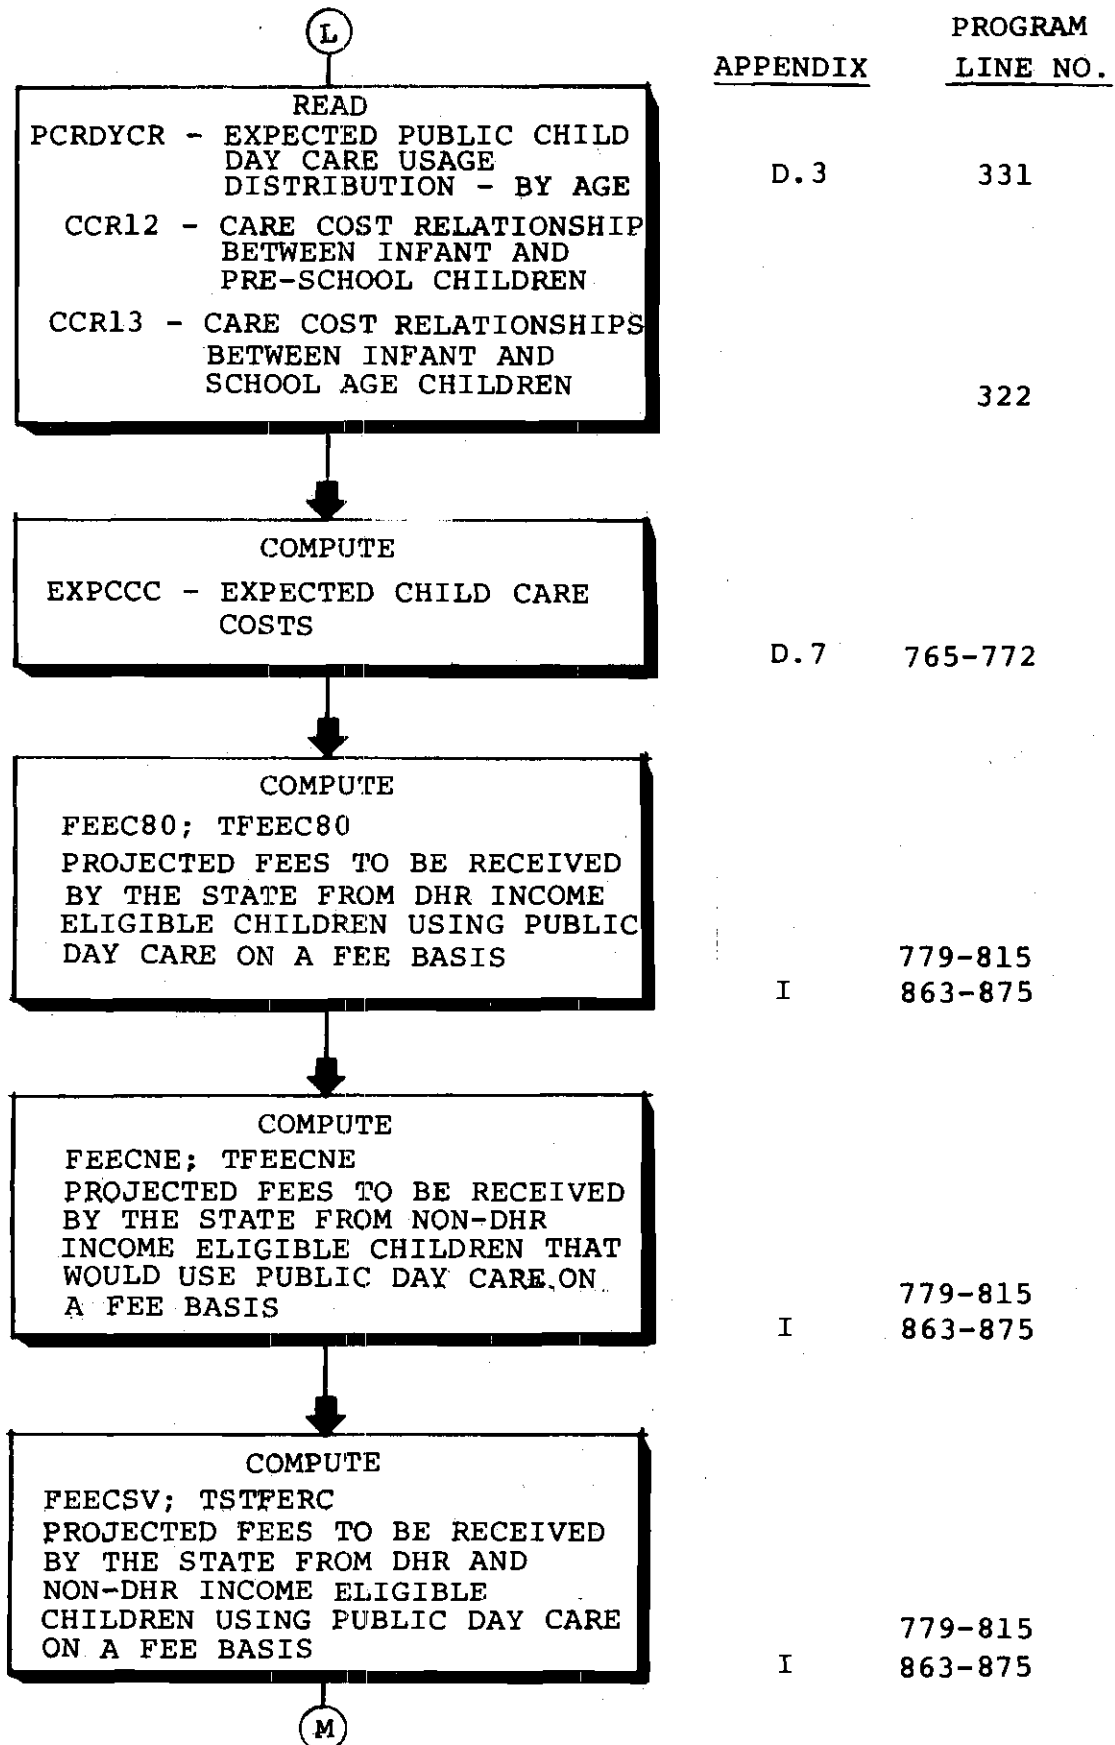 L
PROGRAM
APPENDIX LINE NO.
READ
PCRDYCR - EXPECTED PUBLIC CHILD
DAY CARE USAGE
DISTRIBUTION - BY AGE D.3 331
CCR12 - CARE COST RELATIONSHIP
BETWEEN INFANT AND
PRE-SCHOOL CHILDREN
CCR13 - CARE COST RELATIONSHIPS
BETWEEN INFANT AND
SCHOOL AGE CHILDREN 322
COMPUTE
EXPCCC - EXPECTED CHILD CARE
COSTS
D.7 765-772
COMPUTE
FEEC80; TFEEC80
PROJECTED FEES TO BE RECEIVED
BY THE STATE FROM DHR INCOME
ELIGIBLE CHILDREN USING PUBLIC
DAY CARE ON A FEE BASIS 779-815
I 863-875
COMPUTE
FEECNE; TFEECNE
PROJECTED FEES TO BE RECEIVED
BY THE STATE FROM NON-DHR
INCOME ELIGIBLE CHILDREN THAT
WOULD USE PUBLIC DAY CARE ON
A FEE BASIS 779-815
I 863-875
COMPUTE
FEECSV; TSTFERC
PROJECTED FEES TO BE RECEIVED
BY THE STATE FROM DHR AND
NON-DHR INCOME ELIGIBLE
CHILDREN USING PUBLIC DAY CARE
ON A FEE BASIS 779-815
I 863-875
M